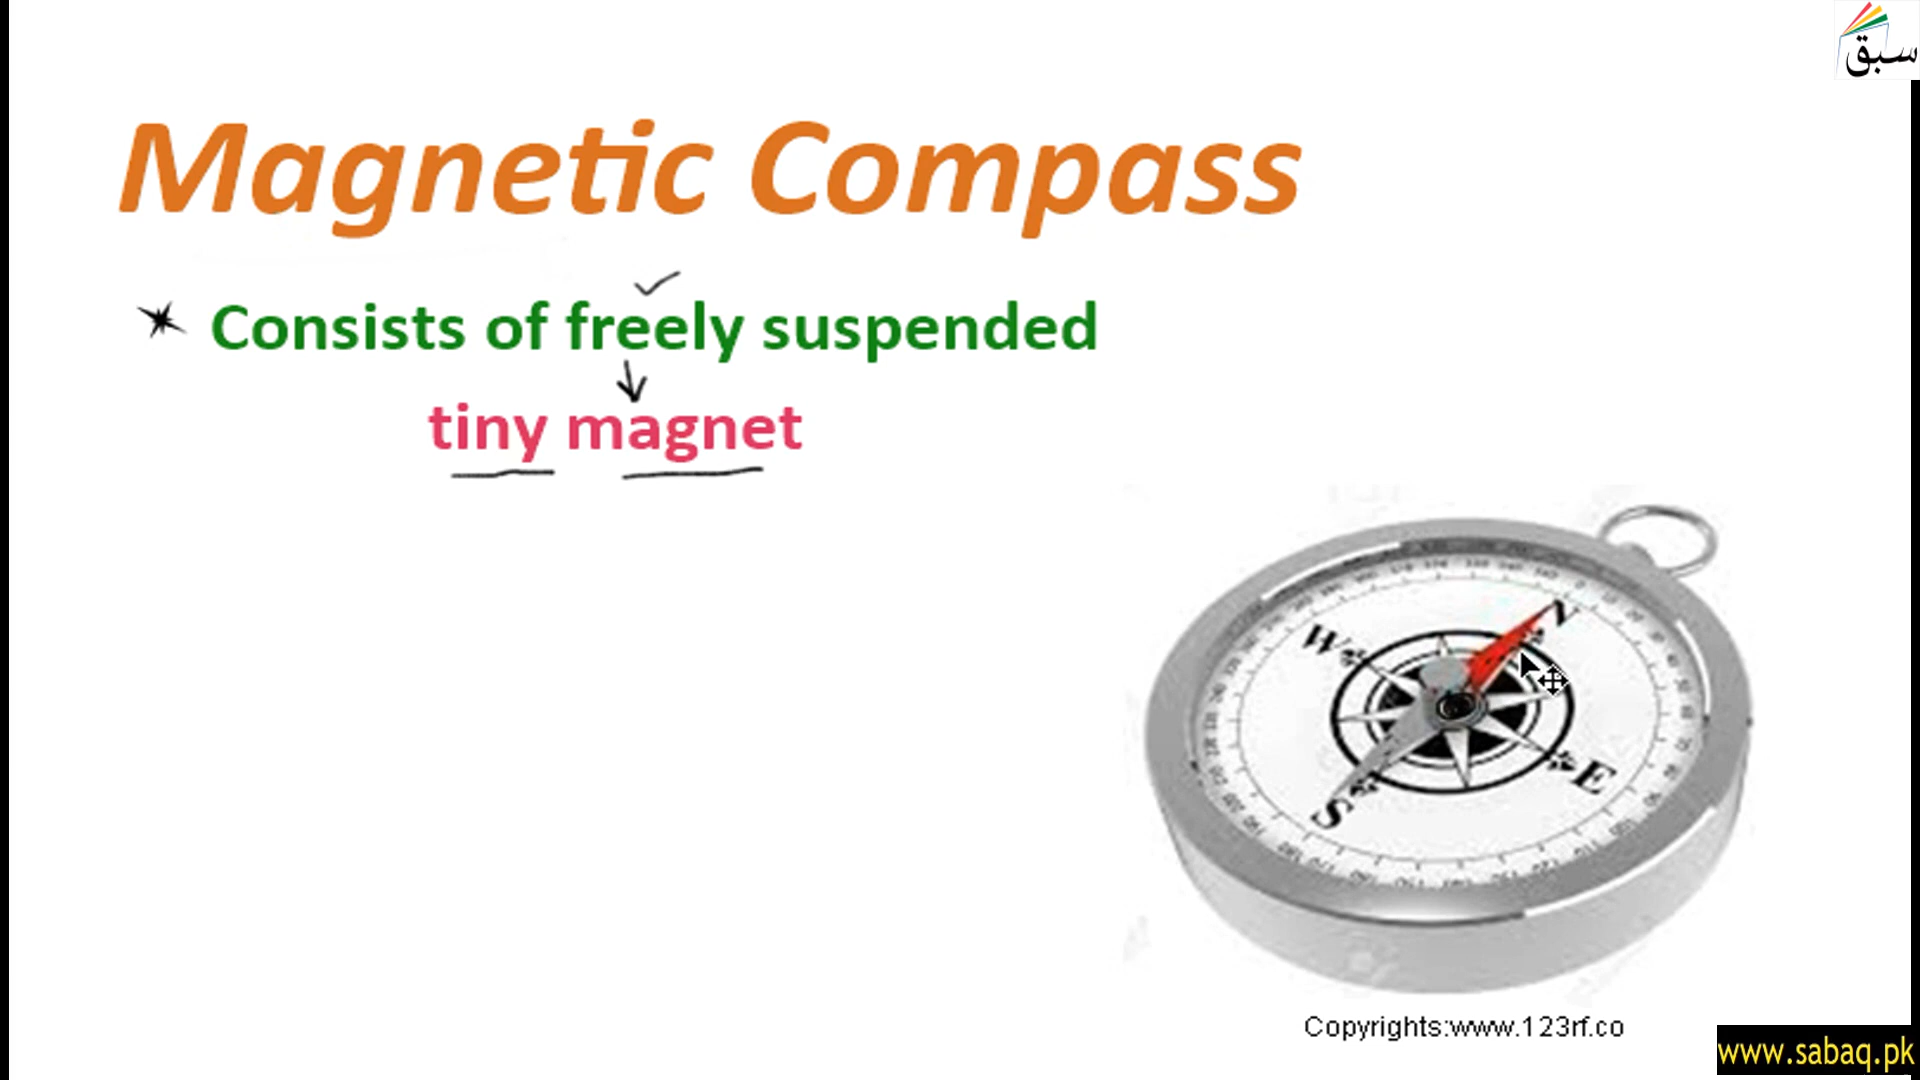 سبق
Magnetic Compass
Consists of freely suspended
tiny magnet
N
W
E
S
Copyrights:www.123rf.co
www.sabaq.pk